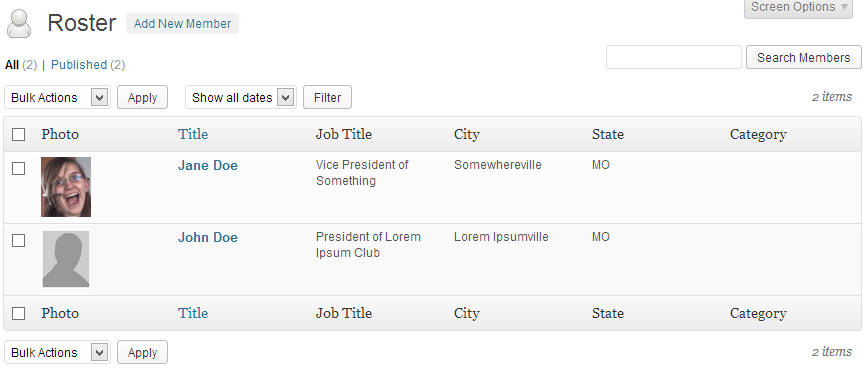 Screen Options
Roster Add New Member
All (2) | Published (2)
Search Members
Bulk Actions Apply Show all dates Filter 2 items
Photo Title Job Title City State Category
Jane Doe Vice President of Somewhereville MO
Something
John Doe President of Lorem Lorem Ipsumville MO
Ipsum Club
Photo Title Job Title City State Category
Bulk Actions Apply 2 items